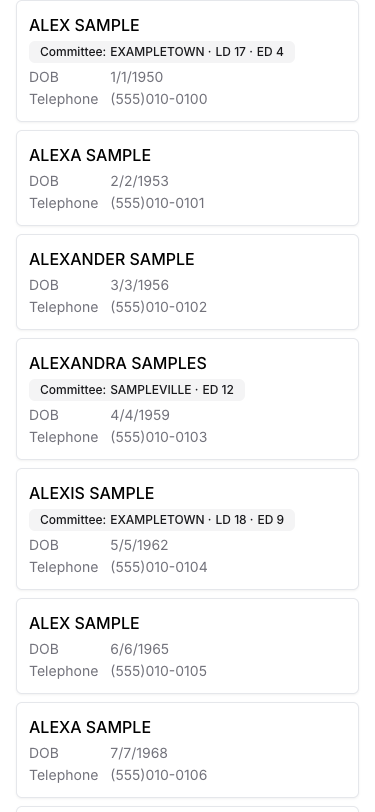 ALEX SAMPLE
Committee: EXAMPLETOWN · LD 17 · ED 4
DOB 1/1/1950
Telephone (555)010-0100
ALEXA SAMPLE
DOB 2/2/1953
Telephone (555)010-0101
ALEXANDER SAMPLE
DOB 3/3/1956
Telephone (555)010-0102
ALEXANDRA SAMPLES
Committee: SAMPLEVILLE · ED 12
DOB 4/4/1959
Telephone (555)010-0103
ALEXIS SAMPLE
Committee: EXAMPLETOWN · LD 18 · ED 9
DOB 5/5/1962
Telephone (555)010-0104
ALEX SAMPLE
DOB 6/6/1965
Telephone (555)010-0105
ALEXA SAMPLE
DOB 7/7/1968
Telephone (555)010-0106